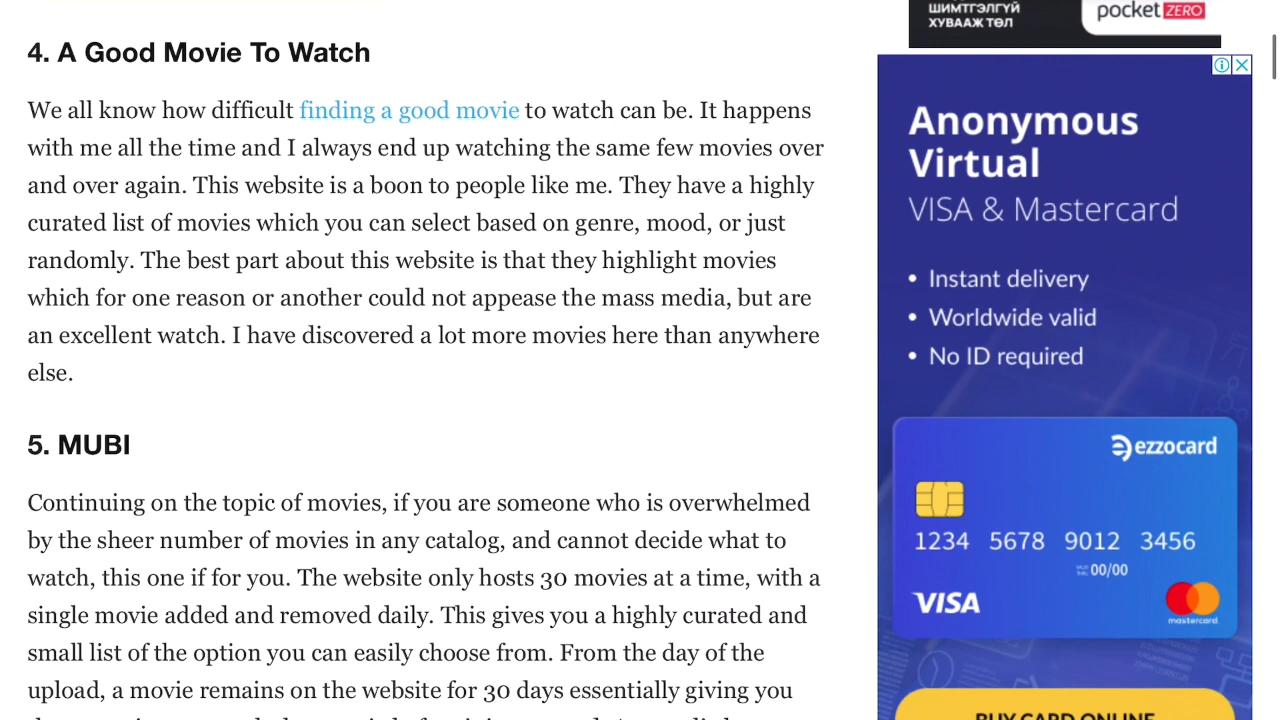 4. A Good Movie To Watch
We all know how difficult finding a good movie to watch can be. It happens
with me all the time and I always end up watching the same few movies over
and over again. This website is a boon to people like me. They have a highly
curated list of movies which you can select based on genre, mood, or just
randomly. The best part about this website is that they highlight movies
which for one reason or another could not appease the mass media, but are
an excellent watch. I have discovered a lot more movies here than anywhere
else.
5. MUBI
Continuing on the topic of movies, if you are someone who is overwhelmed
by the sheer number of movies in any catalog, and cannot decide what to
watch, this one if for you. The website only hosts 30 movies at a time, with a
single movie added and removed daily. This gives you a highly curated and
small list of the option you can easily choose from. From the day of the
upload, a movie remains on the website for 30 days essentially giving you
ШИМТГЭЛГҮЙ
ХУВААЖ ТӨЛ
pocket ZERO
Anonymous
Virtual
VISA & Mastercard
• Instant delivery
• Worldwide valid
• No ID required
ezzocard
1234 5678 9012 3456
00/00
VISA
mastercard
BUY CARD ONLINE